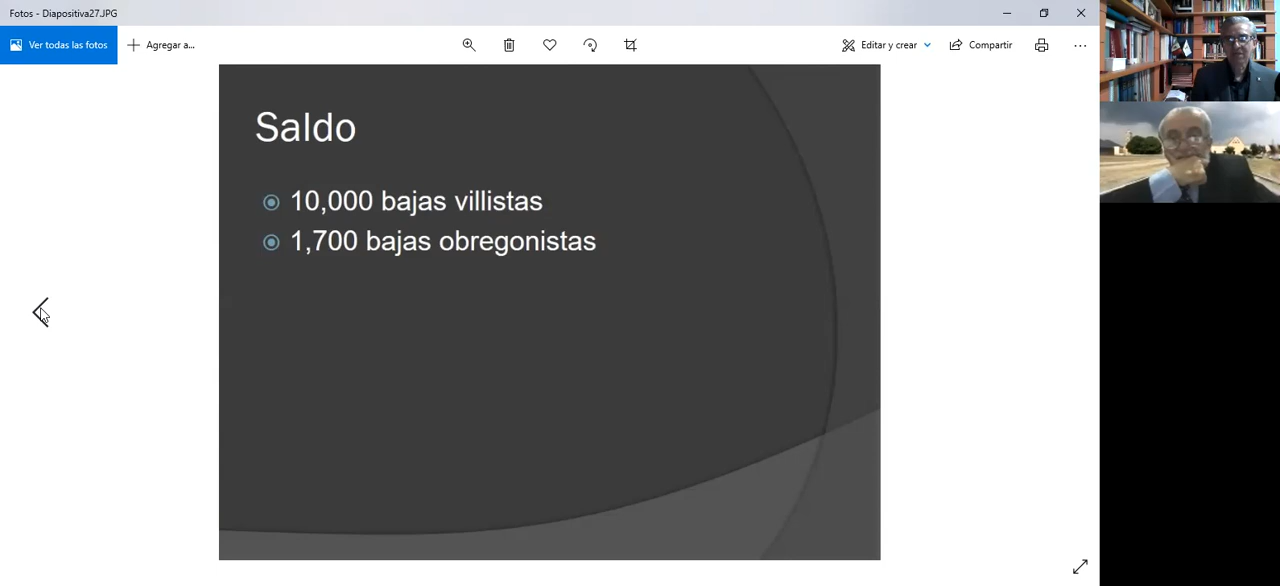 Fotos - Diapositiva27.JPG
Ver todas las fotos
Agregar a...
Editar y crear
Compartir
Saldo
10,000 bajas villistas
1,700 bajas obregonistas